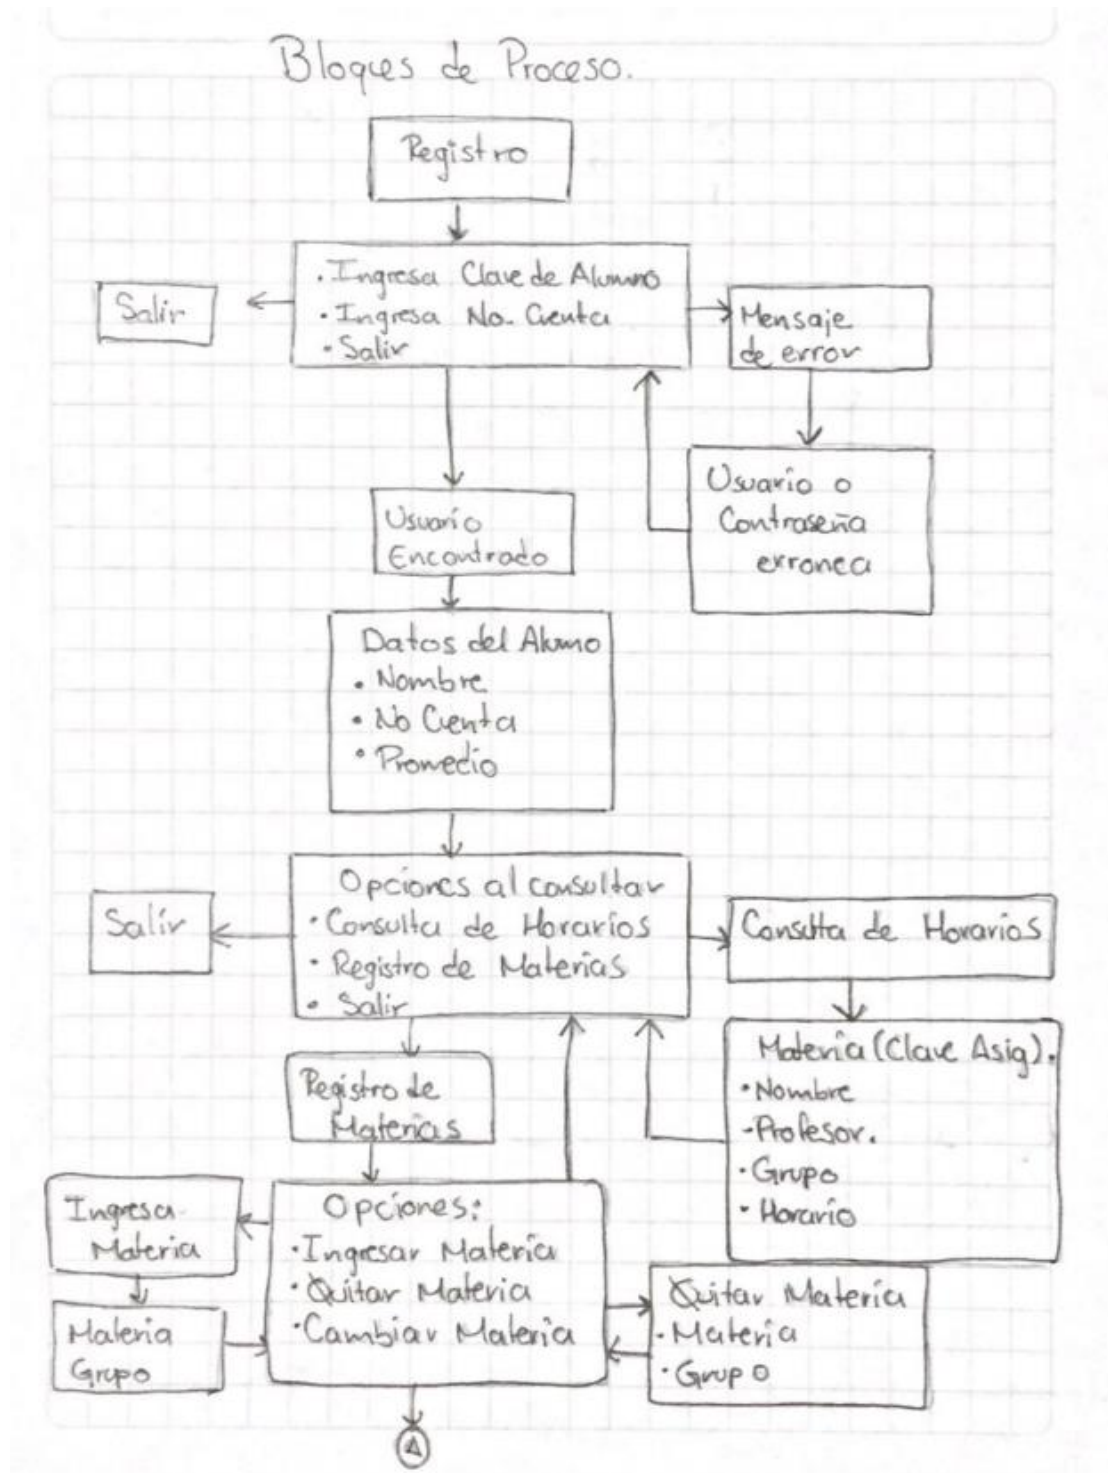 Bloques de Proceso.
Registro
· Ingresa Clave de Alumno
· Ingresa No. Cuenta
· Salir
Salir
Mensaje
de error
Usuario o
Contraseña
erronea
Usuario
Encontrado
Datos del Alumno
· Nombre
· No Cuenta
· Promedio
Opciones al consultar
· Consulta de Horarios
· Registro de Materias
· Salir
Salir
Consulta de Horarios
Materia (Clave Asig).
· Nombre
- Profesor.
· Grupo
· Horario
Registro de
Materias
Opciones:
· Ingresar Materia
· Quitar Materia
· Cambiar Materia
Ingresa
Materia
Materia
Grupo
Quitar Materia
· Materia
· Grupo
A